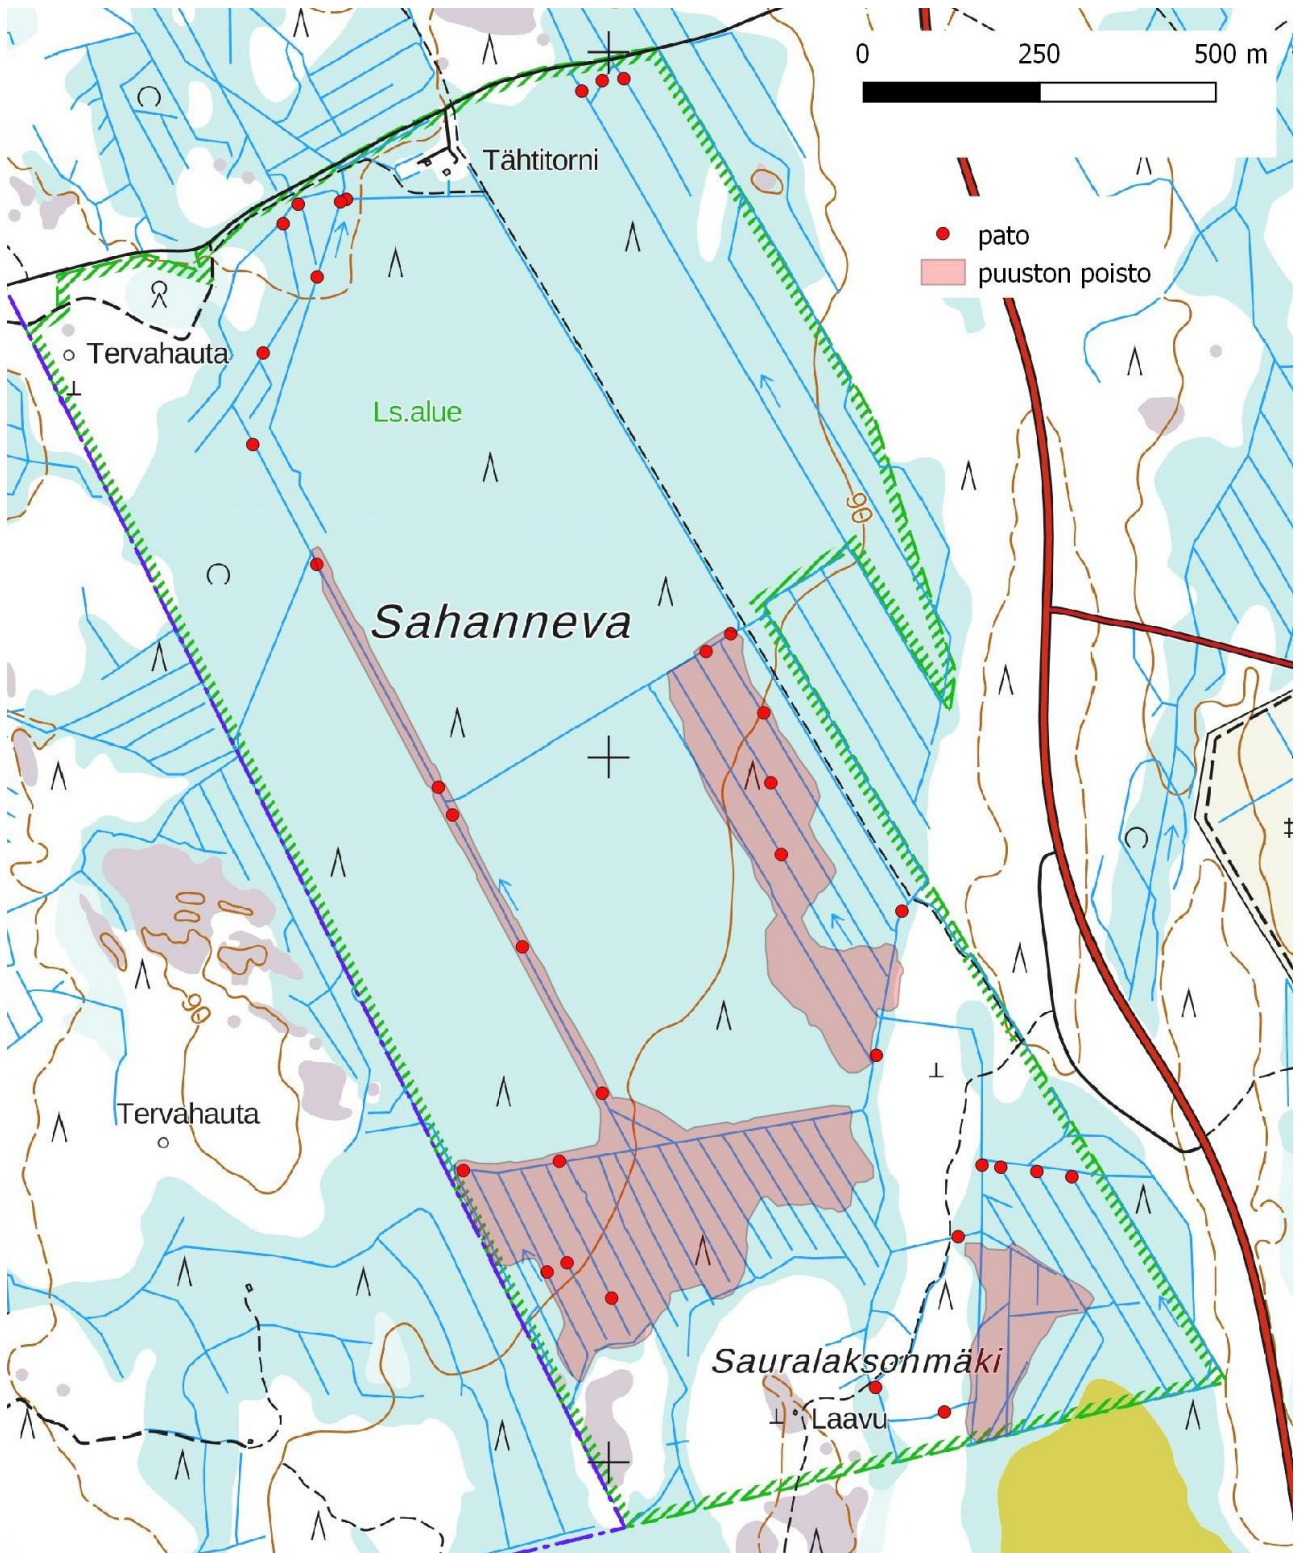 0 250 500 m
Tähtitorni
pato
puuston poisto
Tervahauta
Ls.alue
90
Sahanneva
90
Tervahauta
Sauralaksonmäki
Laavu